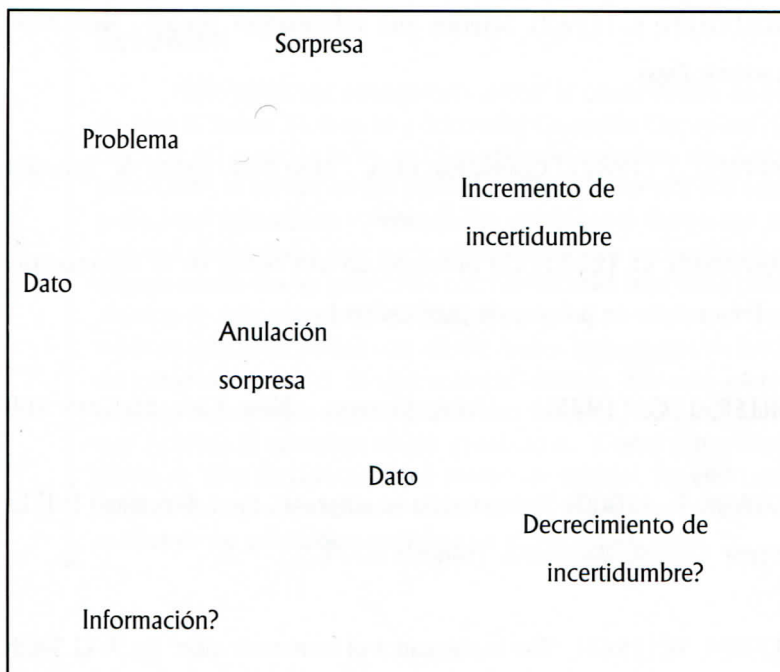 Sorpresa
Problema
Incremento de
incertidumbre
Dato
Anulación
sorpresa
Dato
Decrecimiento de
incertidumbre?
Información?